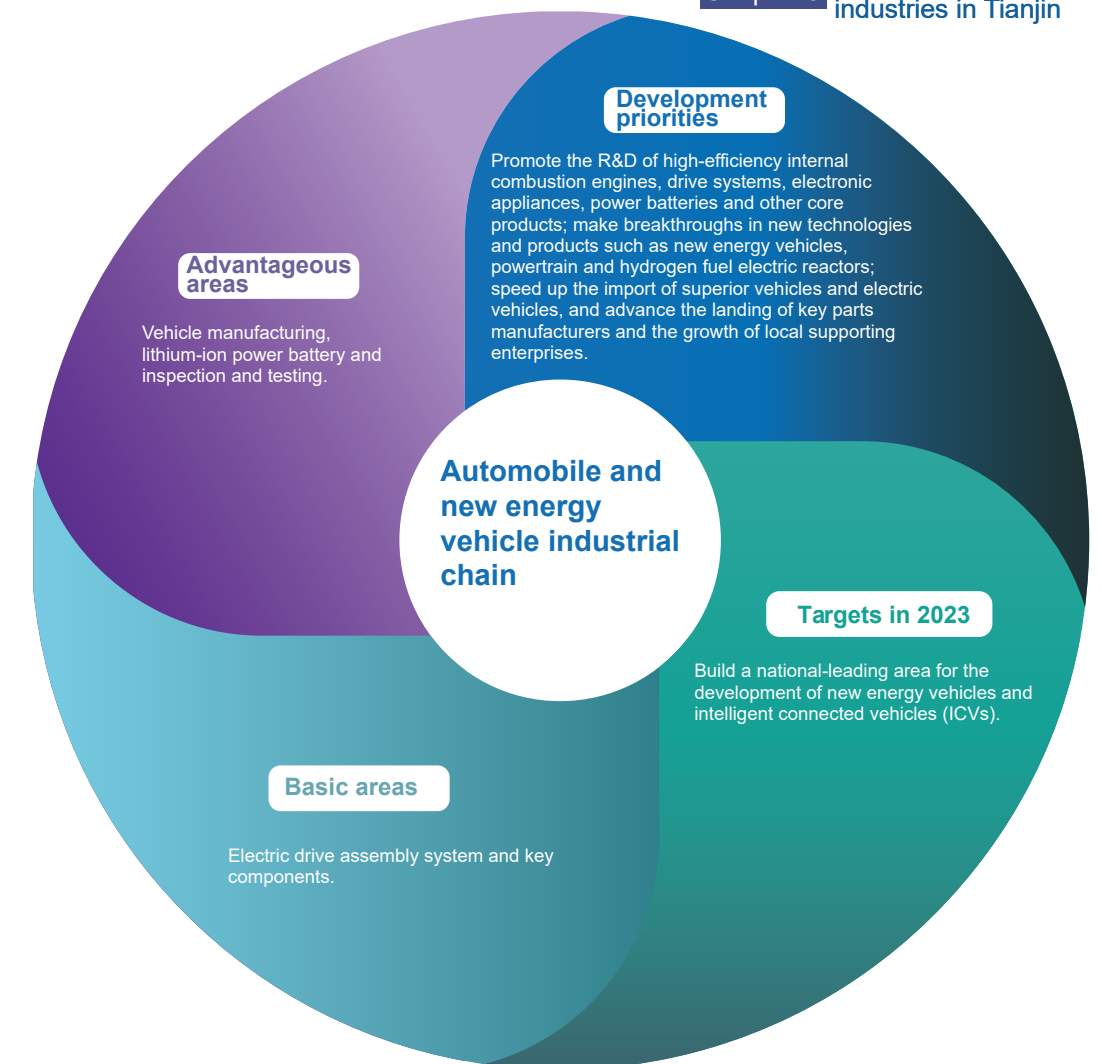 industries in Tianjin
Development
priorities
Promote the R&D of high-efficiency internal
combustion engines, drive systems, electronic
appliances, power batteries and other core
products; make breakthroughs in new technologies
and products such as new energy vehicles,
powertrain and hydrogen fuel electric reactors;
speed up the import of superior vehicles and electric
vehicles, and advance the landing of key parts
manufacturers and the growth of local supporting
enterprises.
Advantageous
areas
Vehicle manufacturing,
lithium-ion power battery and
inspection and testing.
Automobile and
new energy
vehicle industrial
chain
Targets in 2023
Build a national-leading area for the
development of new energy vehicles and
intelligent connected vehicles (ICVs).
Basic areas
Electric drive assembly system and key
components.